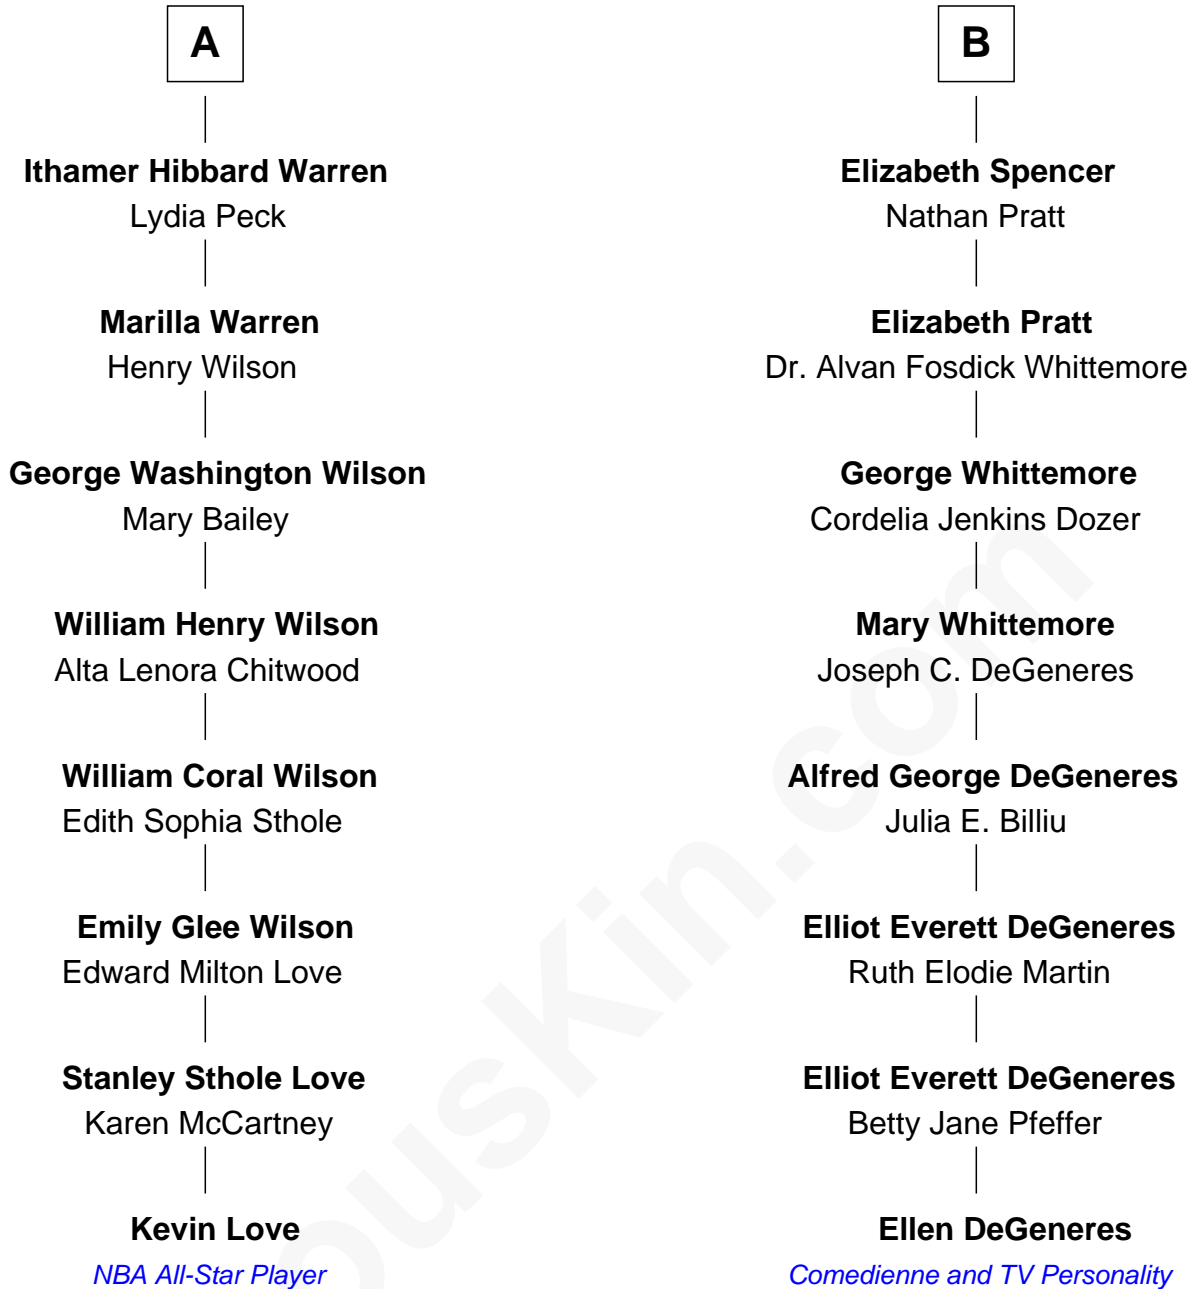 A
Ithamer Hibbard Warren
Lydia Peck
Marilla Warren
Henry Wilson
George Washington Wilson
Mary Bailey
William Henry Wilson
Alta Lenora Chitwood
William Coral Wilson
Edith Sophia Sthole
Emily Glee Wilson
Edward Milton Love
Stanley Sthole Love
Karen McCartney
Kevin Love
NBA All-Star Player
B
Elizabeth Spencer
Nathan Pratt
Elizabeth Pratt
Dr. Alvan Fosdick Whittemore
George Whittemore
Cordelia Jenkins Dozer
Mary Whittemore
Joseph C. DeGeneres
Alfred George DeGeneres
Julia E. Billiu
Elliot Everett DeGeneres
Ruth Elodie Martin
Elliot Everett DeGeneres
Betty Jane Pfeffer
Ellen DeGeneres
Comedienne and TV Personality
ousKin.com